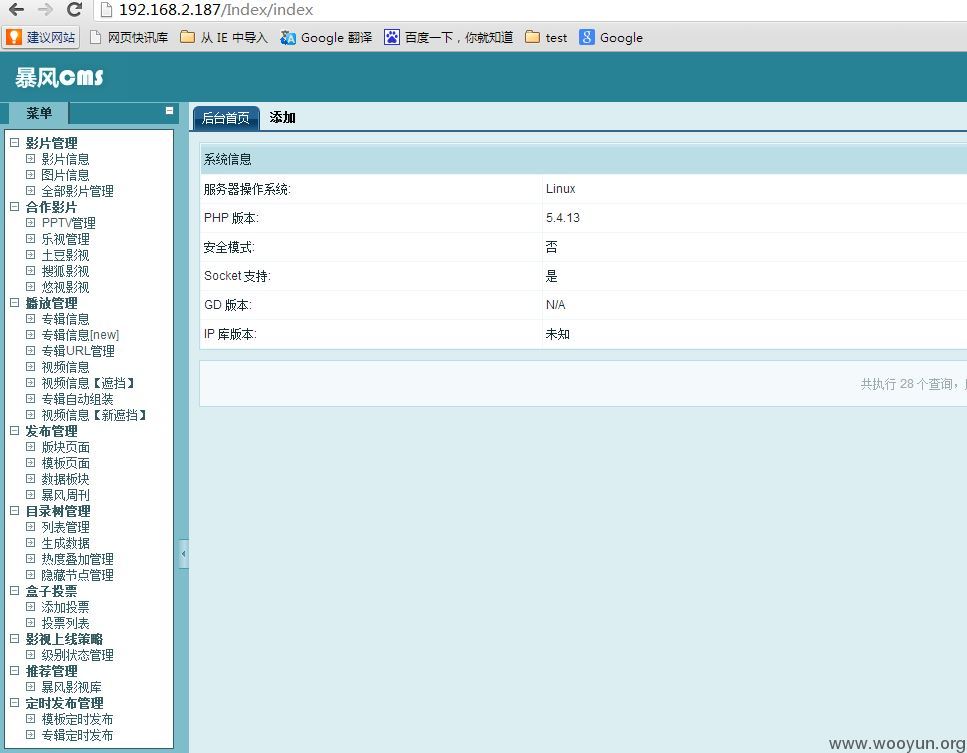 192.168.2.187/Index/index
建议网站 网页快讯库 从 IE 中导入 Google 翻译 百度一下，你就知道 test Google
暴风cms
菜单
后台首页 添加
影片管理
影片信息
图片信息
全部影片管理
合作影片
PPTV管理
乐视管理
土豆影视
搜狐影视
悠视影视
播放管理
专辑信息
专辑信息[new]
专辑URL管理
视频信息
视频信息【遮挡】
专辑自动组装
视频信息【新遮挡】
发布管理
版块页面
模板页面
数据板块
暴风周刊
目录树管理
列表管理
生成数据
热度叠加管理
隐藏节点管理
盒子投票
添加投票
投票列表
影视上线策略
级别状态管理
推荐管理
暴风影视库
定时发布管理
模板定时发布
专辑定时发布
系统信息
服务器操作系统: Linux
PHP 版本: 5.4.13
安全模式: 否
Socket 支持: 是
GD 版本: N/A
IP 库版本: 未知
共执行 28 个查询，
www.wooyun.org